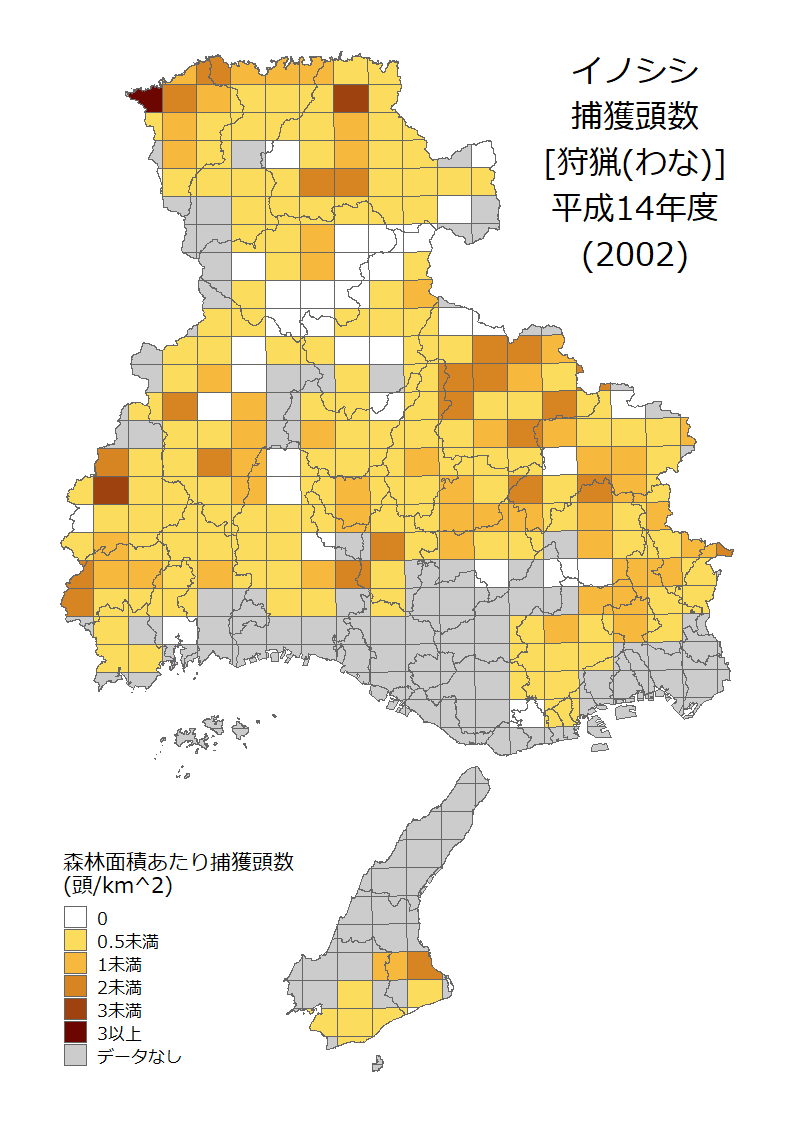 イノシシ
捕獲頭数
[狩猟(わな)]
平成14年度
(2002)
森林面積あたり捕獲頭数
(頭/km^2)
0
0.5未満
1未満
2未満
3未満
3以上
データなし